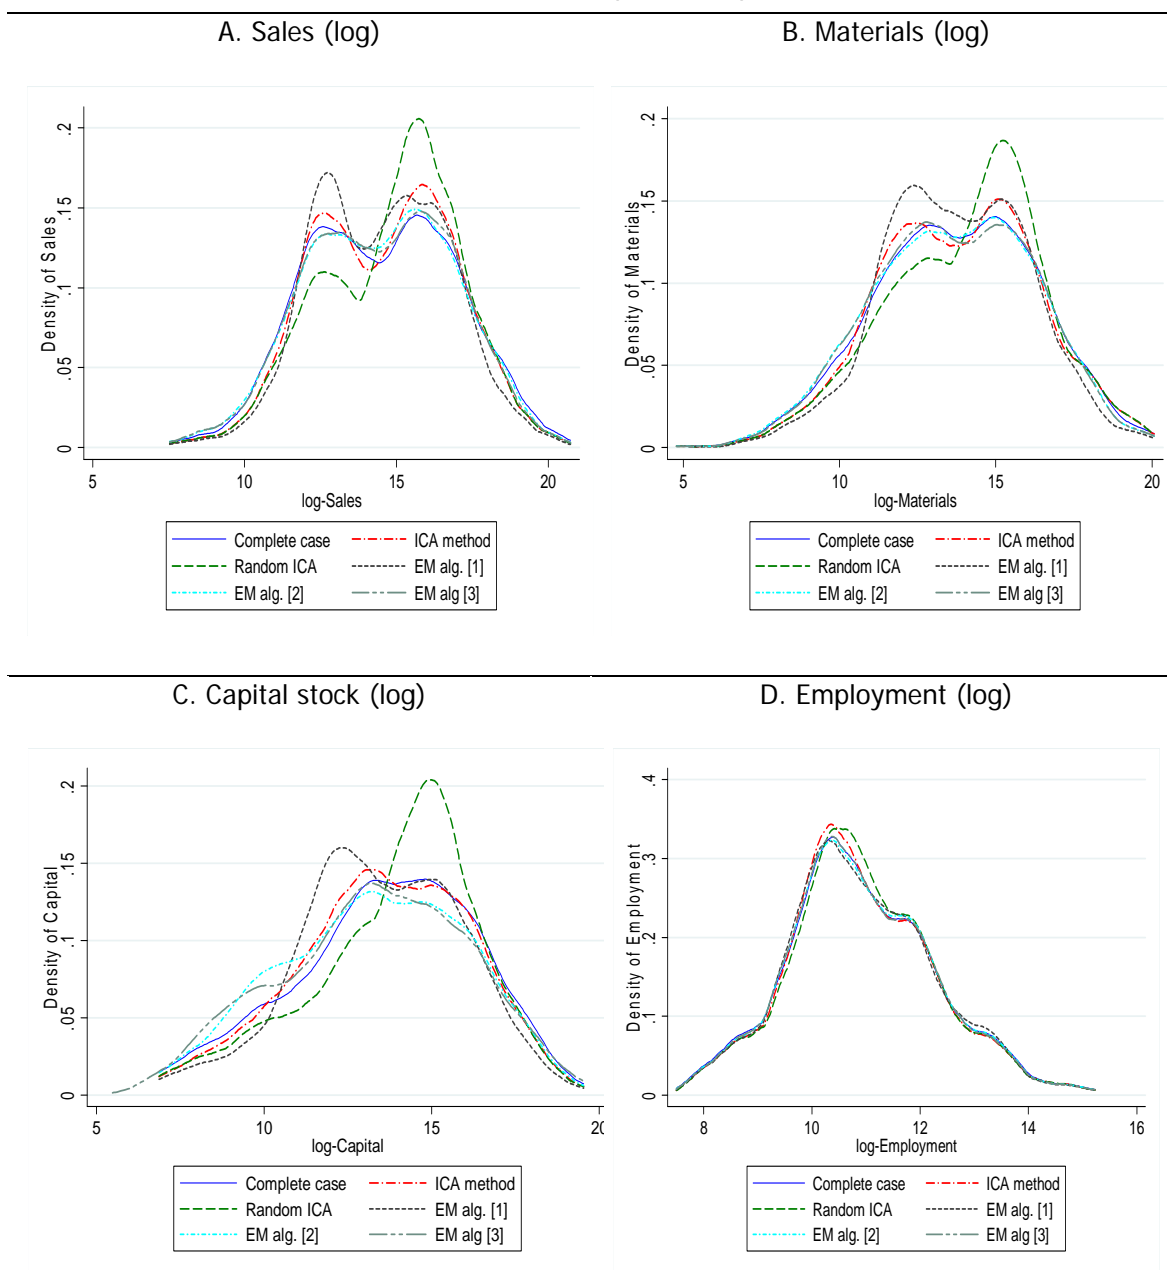 A. Sales (log)
B. Materials (log)
Density of Sales
0 .05 .1 .15 .2
5 10 15 20
log-Sales
Complete case ICA method
Random ICA EM alg. [1]
EM alg. [2] EM alg [3]
Density of Materials
0 .05 .1 .15 .2
5 10 15 20
log-Materials
Complete case ICA method
Random ICA EM alg. [1]
EM alg. [2] EM alg [3]
C. Capital stock (log)
D. Employment (log)
Density of Capital
0 .05 .1 .15 .2
5 10 15 20
log-Capital
Complete case ICA method
Random ICA EM alg. [1]
EM alg. [2] EM alg [3]
Density of Employment
0 .1 .2 .3 .4
8 10 12 14 16
log-Employment
Complete case ICA method
Random ICA EM alg. [1]
EM alg. [2] EM alg [3]